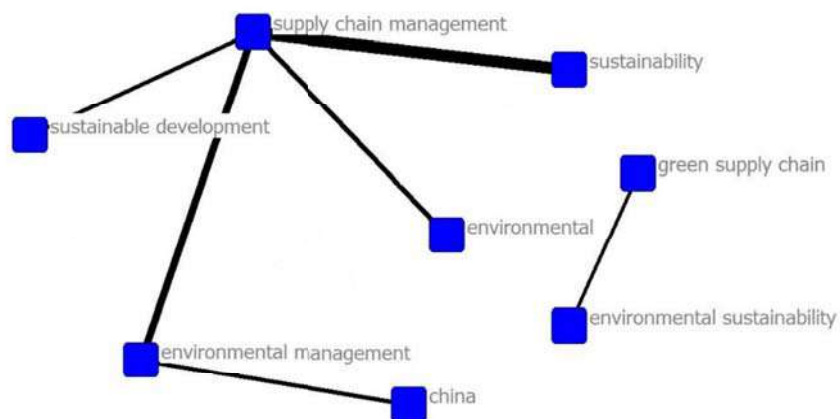 supply chain management
sustainability
sustainable development
green supply chain
environmental
environmental sustainability
environmental management
china